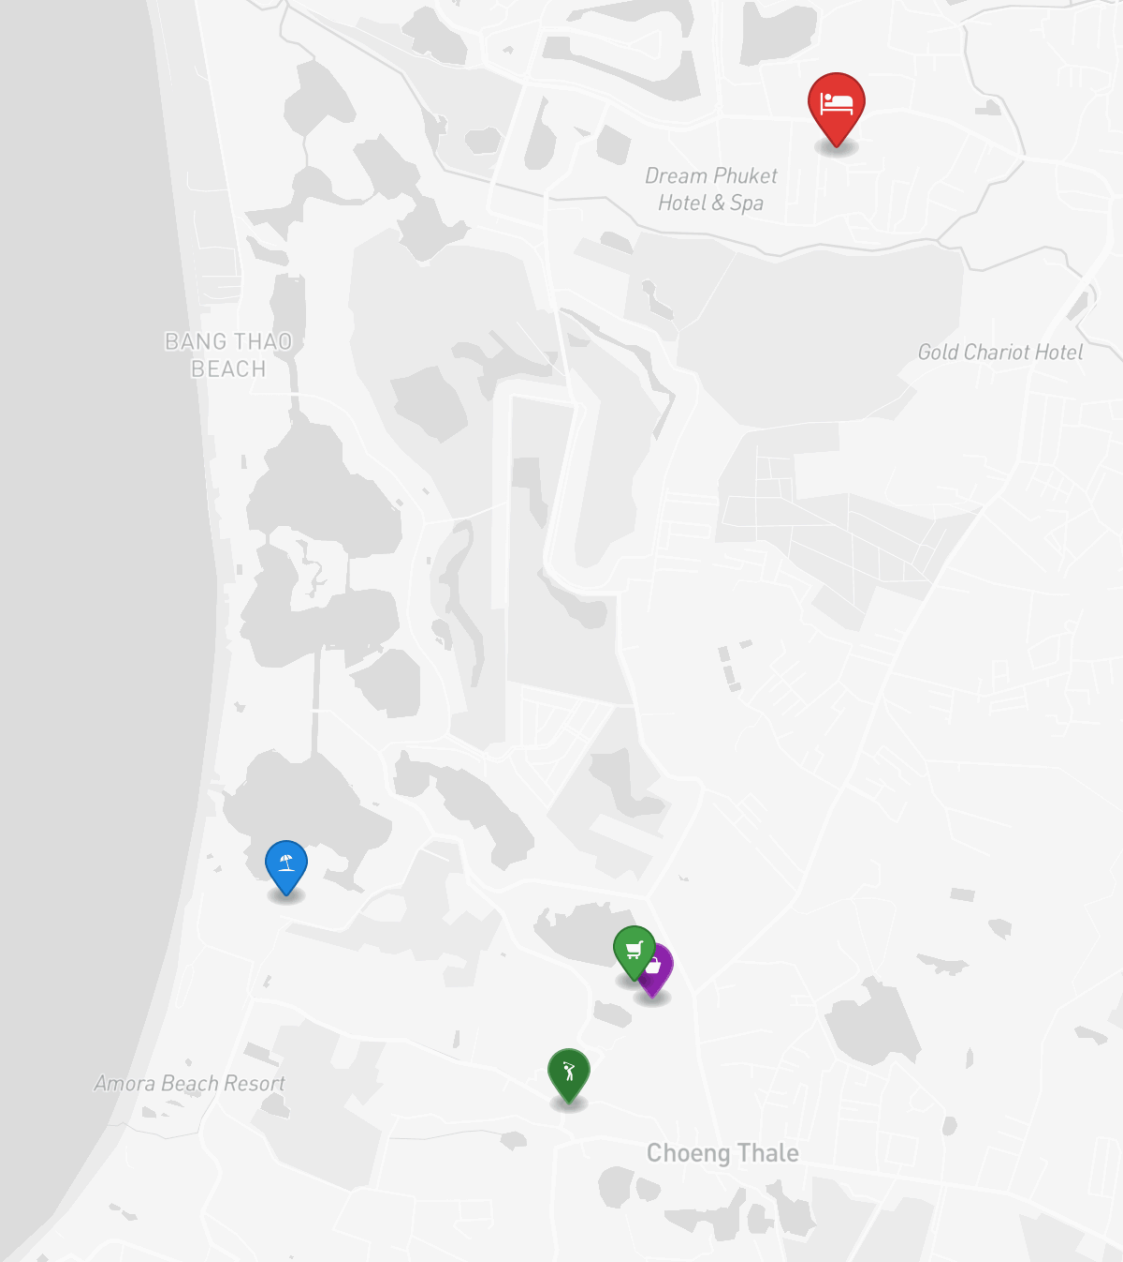 Dream Phuket
Hotel & Spa
BANG THAO
BEACH
Gold Chariot Hotel
Amora Beach Resort
Choeng Thale